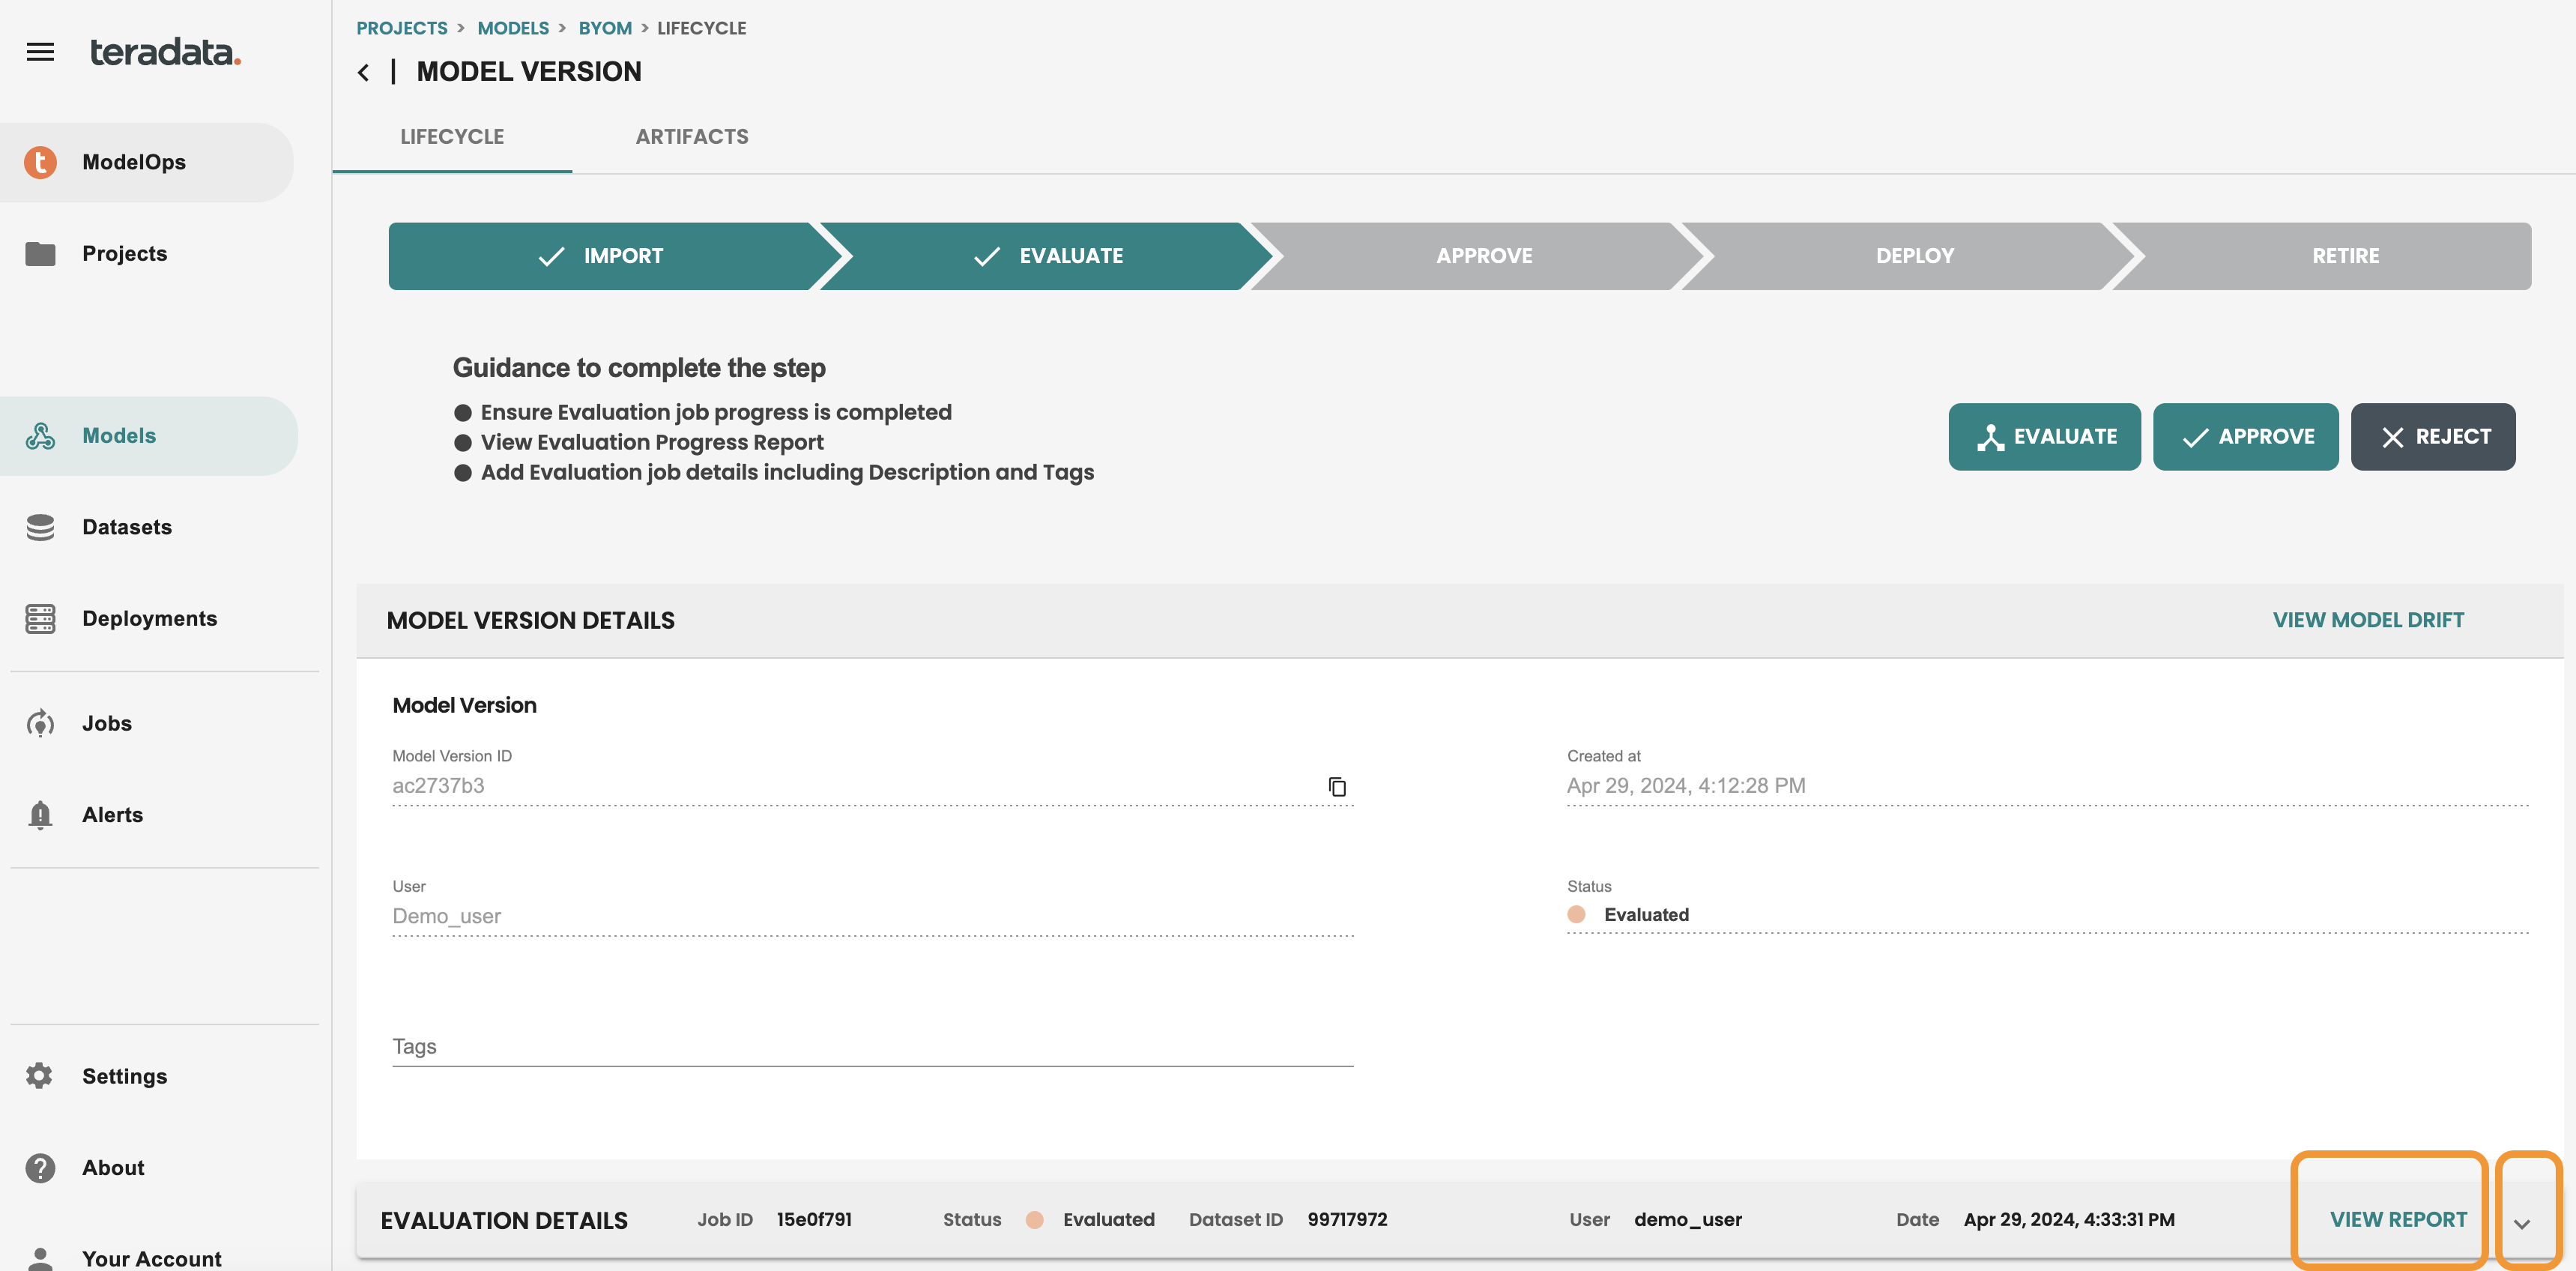 teradata.
ModelOps
Projects
Models
Datasets
Deployments
Jobs
Alerts
Settings
About
Your Account
PROJECTS > MODELS > BYOM > LIFECYCLE
MODEL VERSION
LIFECYCLE ARTIFACTS
IMPORT EVALUATE APPROVE DEPLOY RETIRE
Guidance to complete the step
Ensure Evaluation job progress is completed
View Evaluation Progress Report
Add Evaluation job details including Description and Tags
EVALUATE APPROVE REJECT
MODEL VERSION DETAILS VIEW MODEL DRIFT
Model Version
Model Version ID Created at
ac2737b3 Apr 29, 2024, 4:12:28 PM
User Status
Demo_user Evaluated
Tags
EVALUATION DETAILS Job ID 15e0f791 Status Evaluated Dataset ID 99717972 User demo_user Date Apr 29, 2024, 4:33:31 PM VIEW REPORT